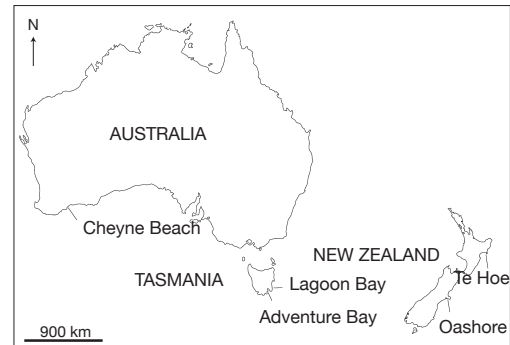 N
AUSTRALIA
Cheyne Beach
NEW ZEALAND
TASMANIA
Te Hoe
Lagoon Bay
Adventure Bay
Oashore
900 km